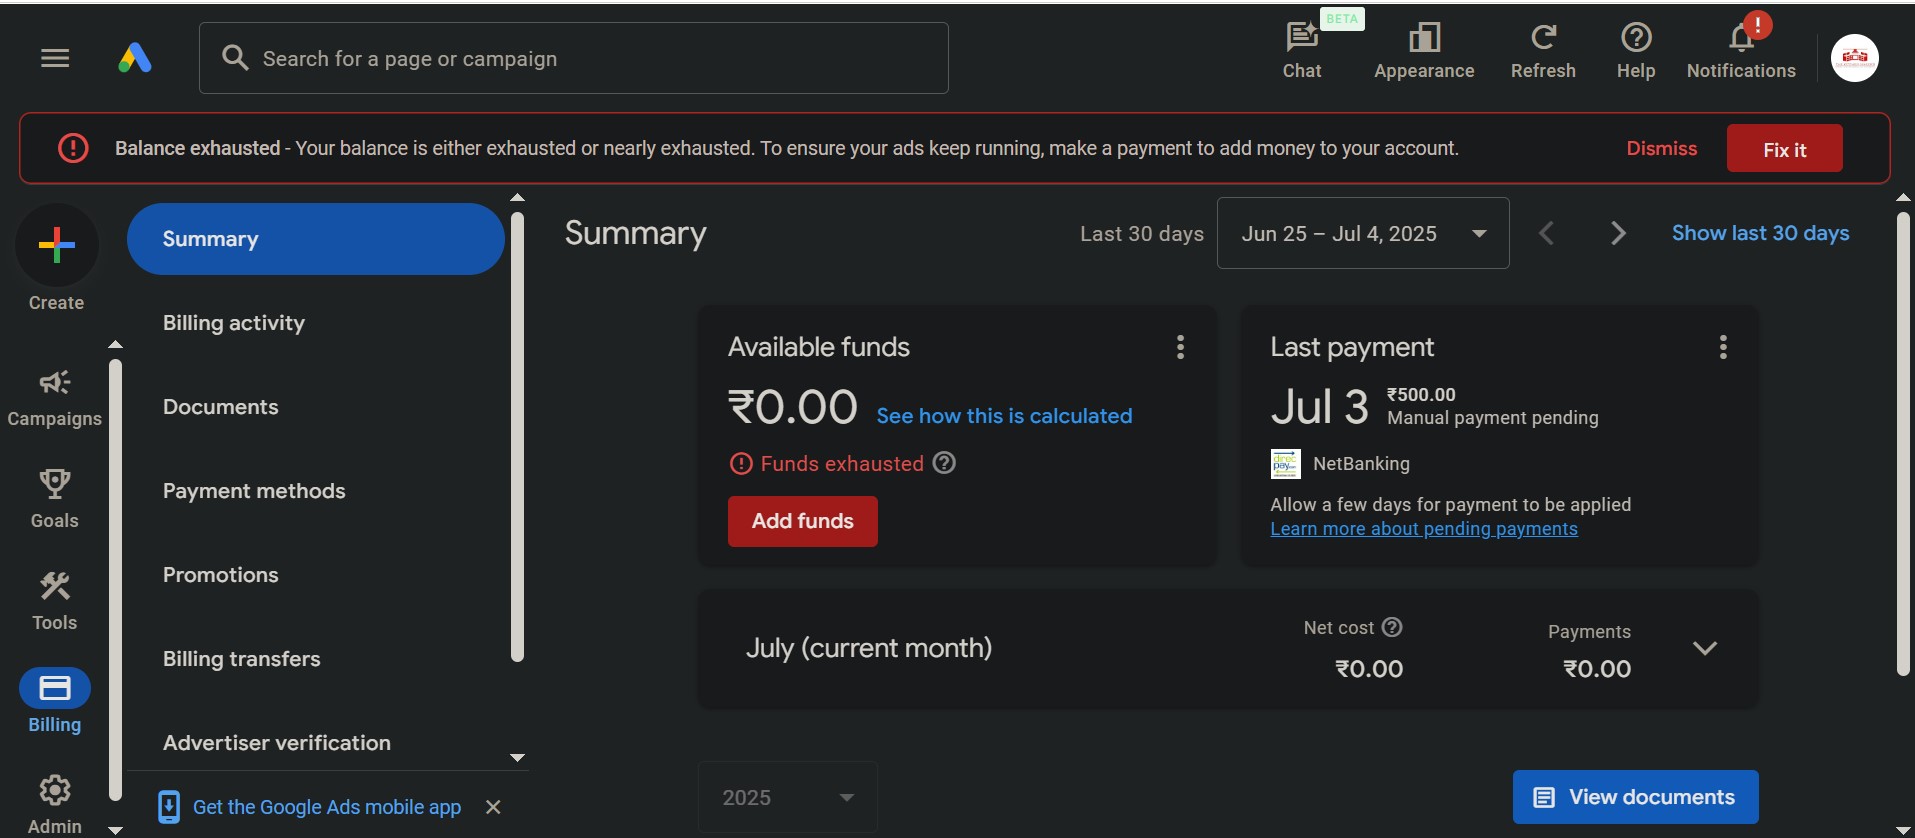 Search for a page or campaign
BETA
Chat
Appearance
Refresh
Help
!
Notifications
Balance exhausted - Your balance is either exhausted or nearly exhausted. To ensure your ads keep running, make a payment to add money to your account.
Dismiss
Fix it
Create
Campaigns
Goals
Tools
Billing
Admin
Summary
Billing activity
Documents
Payment methods
Promotions
Billing transfers
Advertiser verification
Get the Google Ads mobile app
Summary
Last 30 days
Jun 25 – Jul 4, 2025
Show last 30 days
Available funds
₹0.00
See how this is calculated
Funds exhausted
Add funds
Last payment
Jul 3
₹500.00
Manual payment pending
NetBanking
Allow a few days for payment to be applied
Learn more about pending payments
July (current month)
Net cost
₹0.00
Payments
₹0.00
2025
View documents